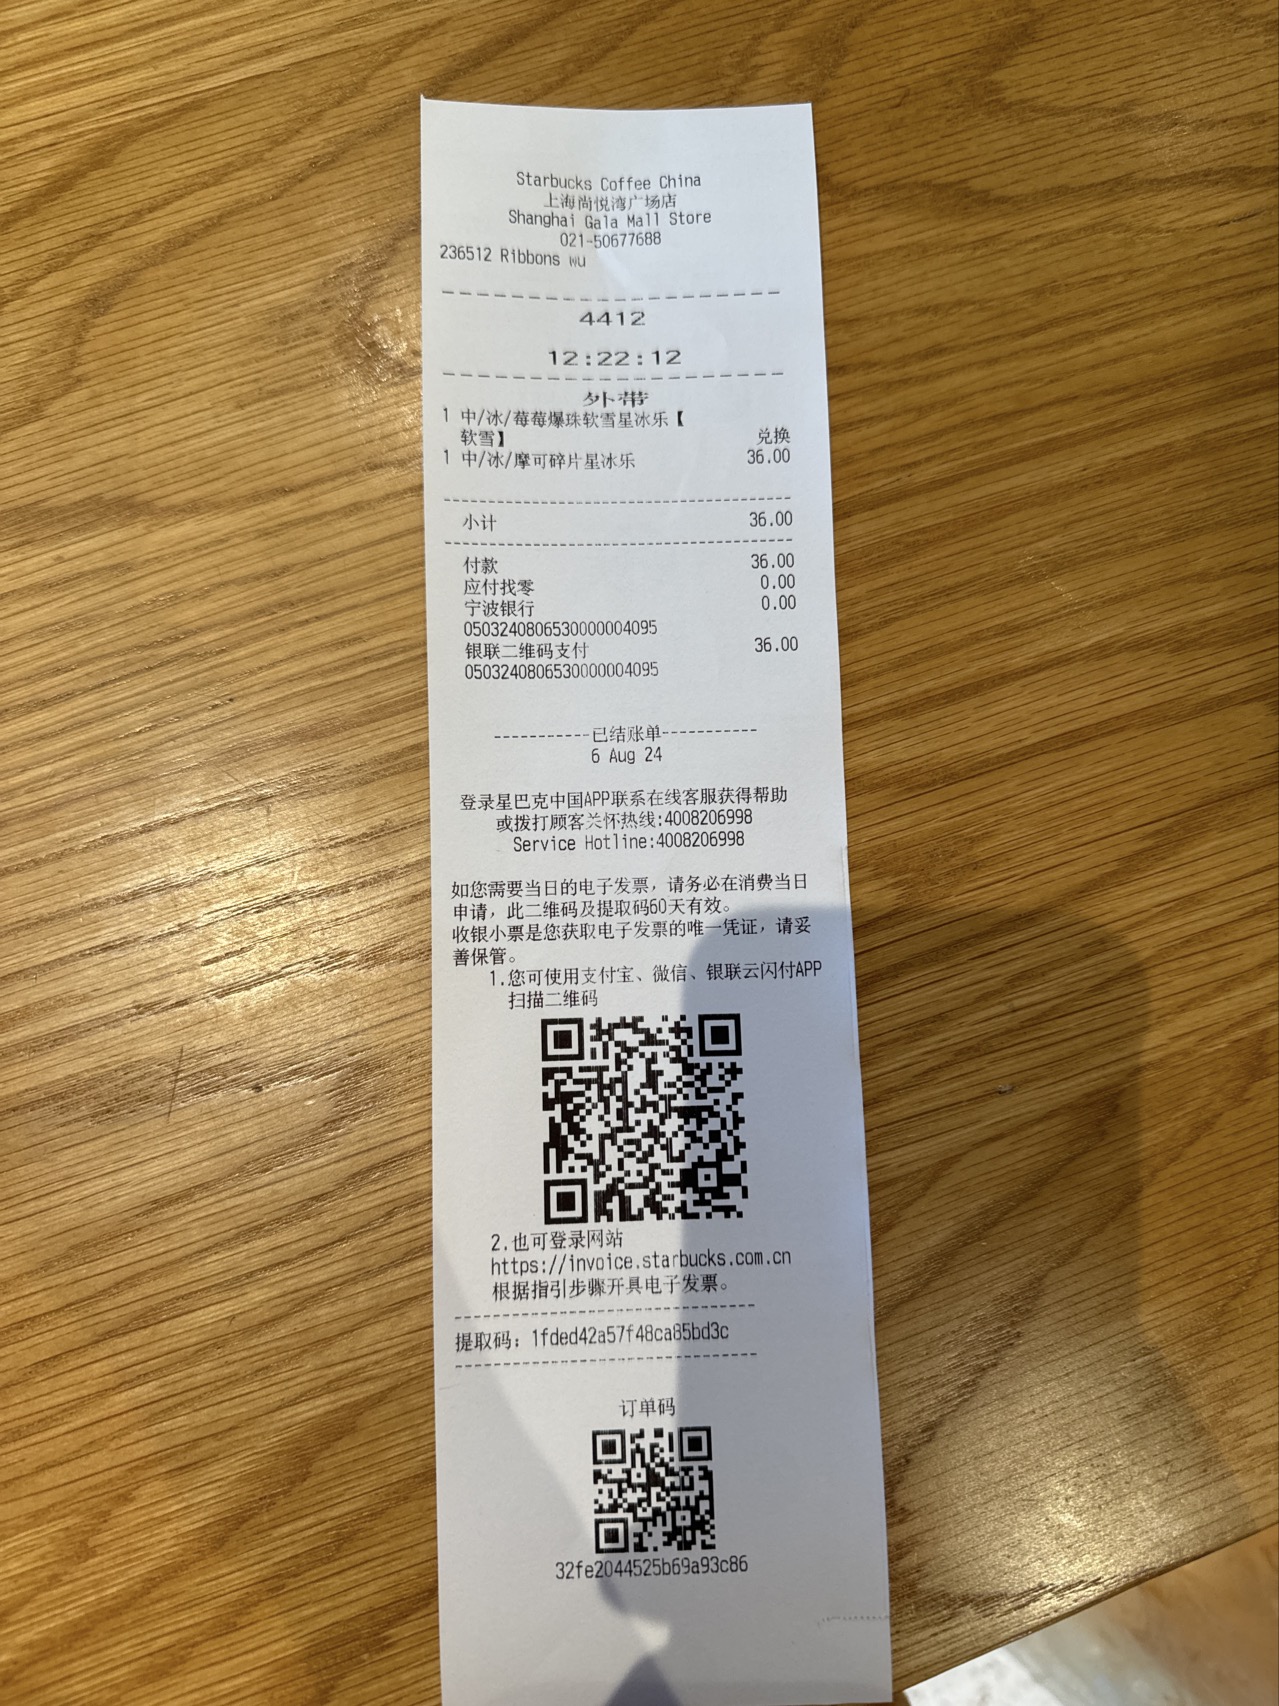 Starbucks Coffee China
上海尚悦湾广场店
Shanghai Gala Mall Store
021-50677688
236512 Ribbons wu
4412
12:22:12
外带
1 中/冰/莓莓爆珠软雪星冰乐【
软雪】 兑换
1 中/冰/摩可碎片星冰乐 36.00
小计 36.00
付款 36.00
应付找零 0.00
宁波银行 0.00
0503240806530000004095
银联二维码支付 36.00
0503240806530000004095
-----------已结账单-----------
6 Aug 24
登录星巴克中国APP联系在线客服获得帮助
或拨打顾客关怀热线:4008206998
Service Hotline:4008206998
如您需要当日的电子发票，请务必在消费当日
申请，此二维码及提取码60天有效。
收银小票是您获取电子发票的唯一凭证，请妥
善保管。
1.您可使用支付宝、微信、银联云闪付APP
扫描二维码
2.也可登录网站
https://invoice.starbucks.com.cn
根据指引步骤开具电子发票。
提取码：1fded42a57f48ca85bd3c
订单码
32fe2044525b69a93c86